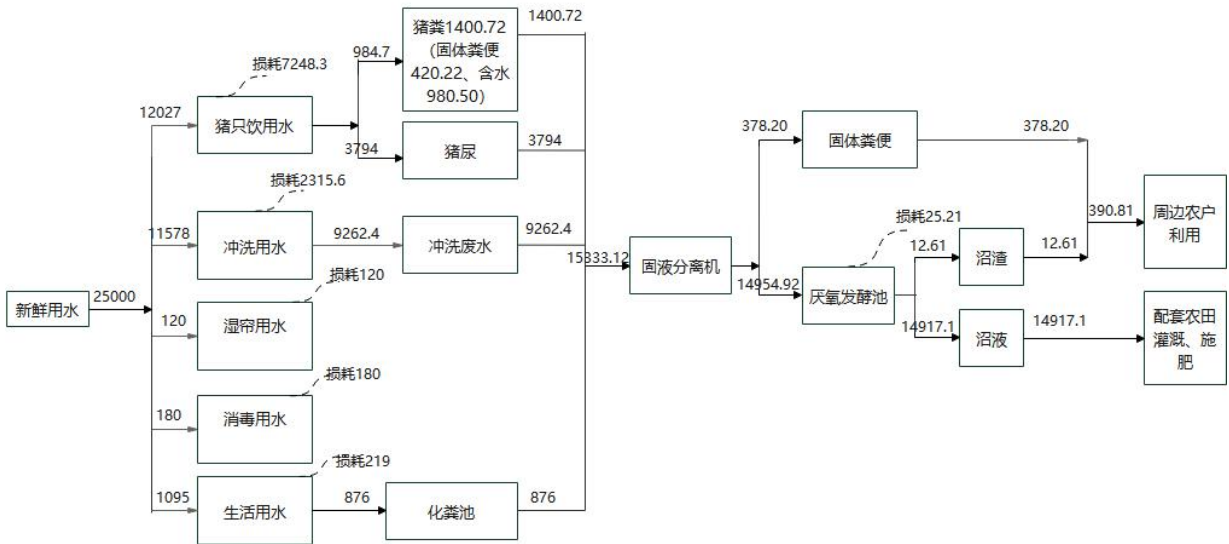 1400.72
猪粪1400.72
（固体粪便
420.22、含水
980.50）
984.7
损耗7248.3
12027
猪只饮用水
3794
猪尿
3794
损耗2315.6
11578
冲洗用水
9262.4
冲洗废水
9262.4
损耗120
新鲜用水
25000
120
湿帘用水
损耗180
180
消毒用水
损耗219
1095
生活用水
876
化粪池
876
15333.12
固液分离机
378.20
固体粪便
378.20
14954.92
厌氧发酵池
损耗25.21
12.61
沼渣
12.61
390.81
周边农户
利用
14917.1
沼液
14917.1
配套农田
灌溉、施
肥